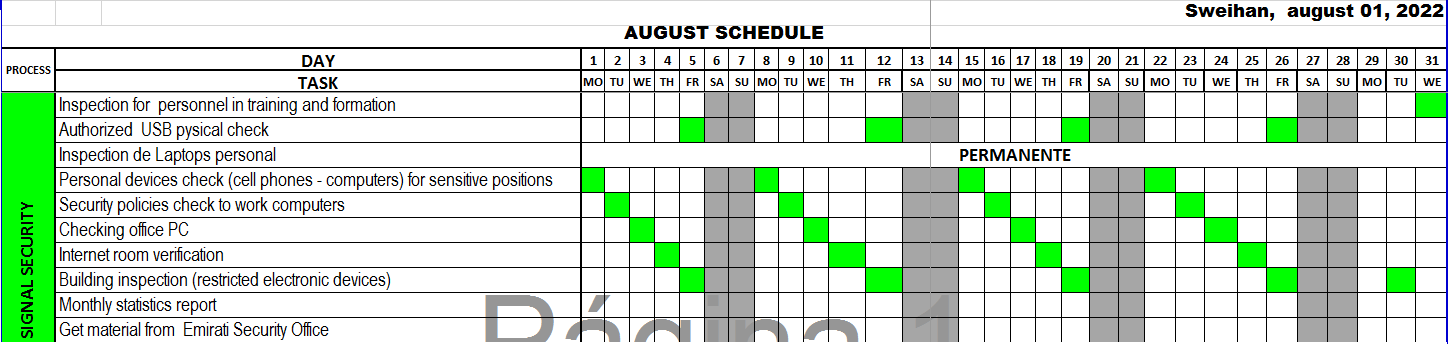 Sweihan, august 01, 2022
AUGUST SCHEDULE
PROCESS DAY 1 2 3 4 5 6 7 8 9 10 11 12 13 14 15 16 17 18 19 20 21 22 23 24 25 26 27 28 29 30 31
TASK MO TU WE TH FR SA SU MO TU WE TH FR SA SU MO TU WE TH FR SA SU MO TU WE TH FR SA SU MO TU WE
SIGNAL SECURITY
Inspection for personnel in training and formation
Authorized USB pysical check
Inspection de Laptops personal PERMANENTE
Personal devices check (cell phones - computers) for sensitive positions
Security policies check to work computers
Checking office PC
Internet room verification
Building inspection (restricted electronic devices)
Monthly statistics report
Get material from Emirati Security Office
Página 1